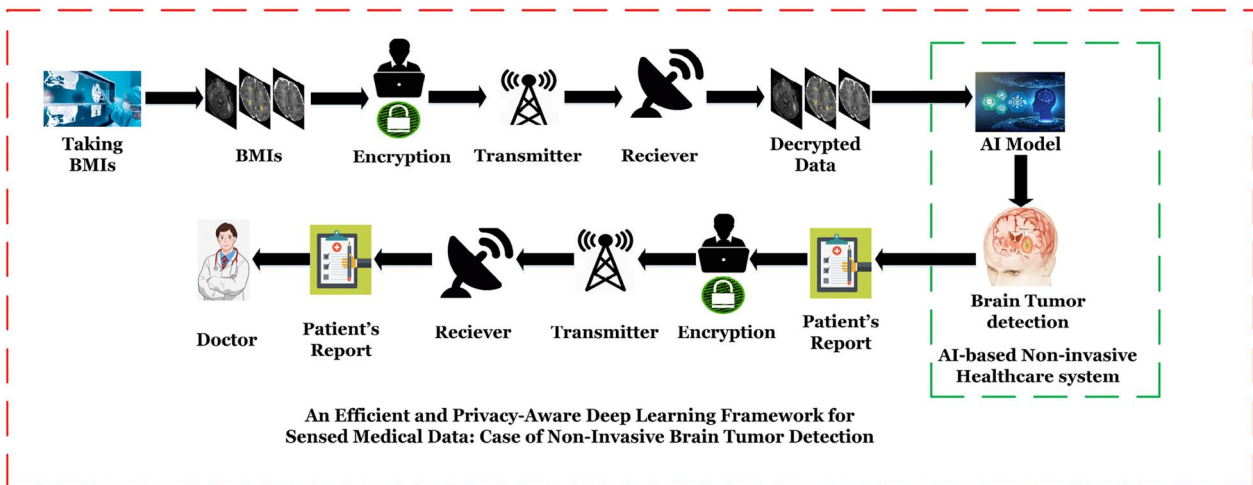 Taking
BMIs
BMIs
Encryption
Transmitter
Reciever
Decrypted
Data
AI Model
Doctor
Patient's
Report
Reciever
Transmitter
Encryption
Patient's
Report
Brain Tumor
detection
AI-based Non-invasive
Healthcare system
An Efficient and Privacy-Aware Deep Learning Framework for
Sensed Medical Data: Case of Non-Invasive Brain Tumor Detection